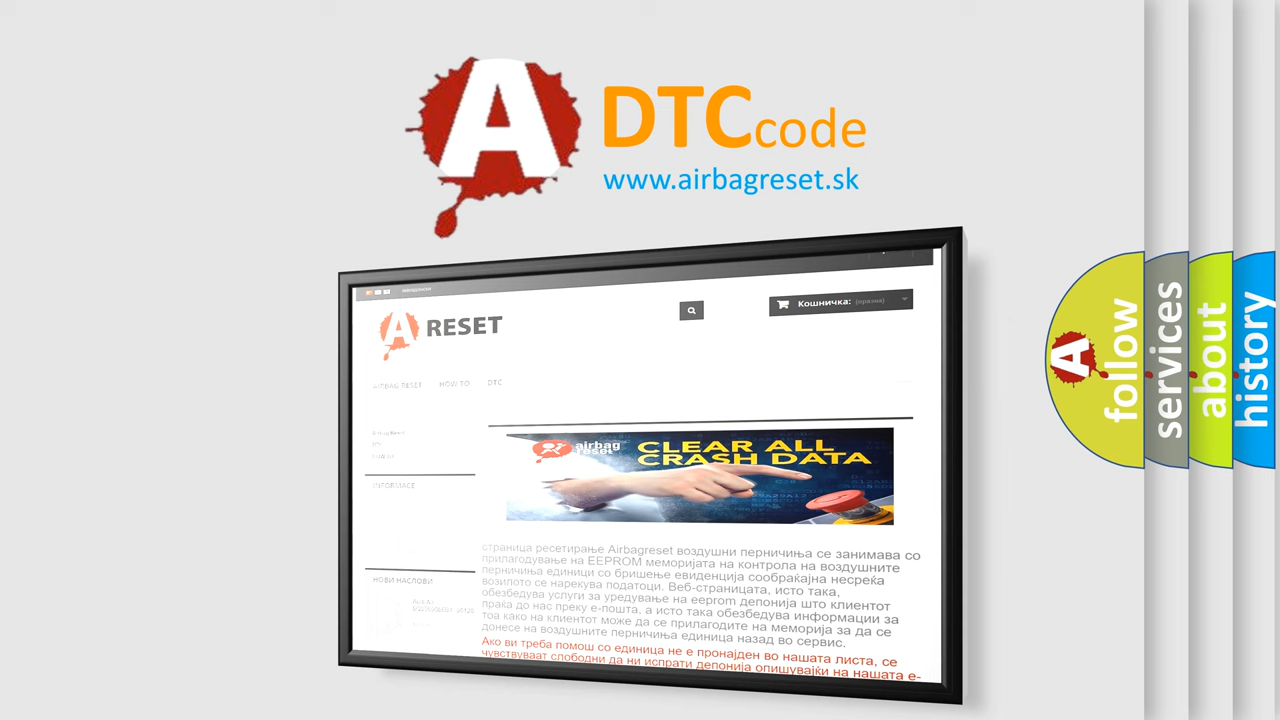 A
DTCcode
www.airbagreset.sk
A RESET
Кошничка: (празна)
AIRBAG RESET HOW TO DTC
INFORMACE
airbag
reset
CLEAR ALL
CRASH DATA
НОВИ НАСЛОВИ
страница ресетирање Airbagreset воздушни перничиња се занимава со
прилагодување на EEPROM меморијата на контрола на воздушните
перничиња единици со бришење евиденција сообраќајна несреќа
возилото се нарекува податоци. Веб-страницата, исто така,
обезбедува услуги за уредување на eeprom депонија што клиентот
праќа до нас преку е-пошта, а исто така обезбедува информации за
тоа како на клиентот може да се прилагодите на меморија за да се
донесе на воздушните перничиња единица назад во сервис.
Ако ви треба помош со единица не е пронајден во нашата листа, се
чувствуваат слободни да ни испрати депонија опишувајќи на нашата е-
A
follow
services
about
history